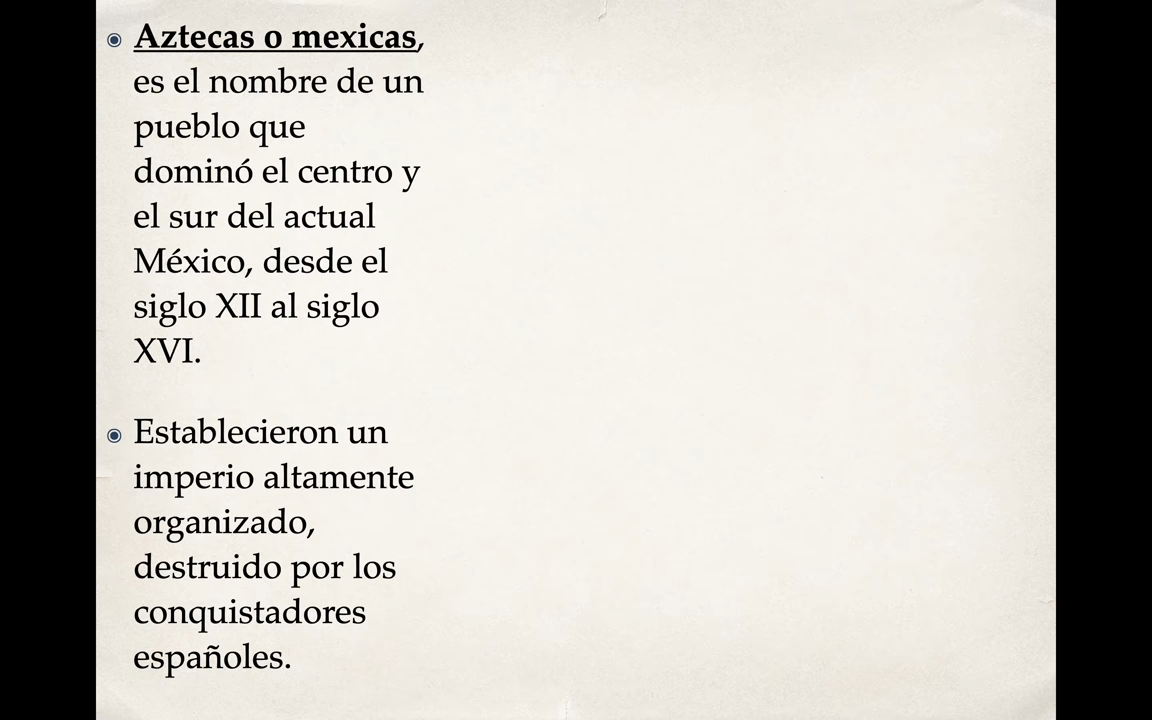 Aztecas o mexicas,
es el nombre de un
pueblo que
dominó el centro y
el sur del actual
México, desde el
siglo XII al siglo
XVI.
Establecieron un
imperio altamente
organizado,
destruido por los
conquistadores
españoles.